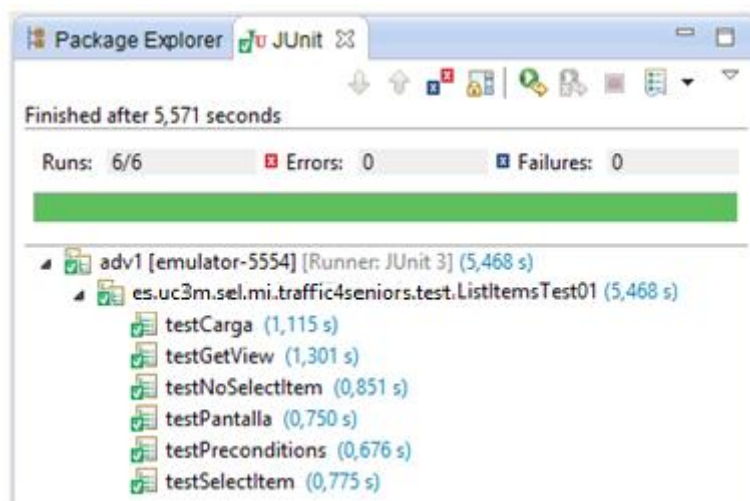 Package Explorer JUnit
Finished after 5,571 seconds
Runs: 6/6 Errors: 0 Failures: 0
adv1 [emulator-5554] [Runner: JUnit 3] (5,468 s)
es.uc3m.sel.mi.traffic4seniors.test.ListItemsTest01 (5,468 s)
testCarga (1,115 s)
testGetView (1,301 s)
testNoSelectItem (0,851 s)
testPantalla (0,750 s)
testPreconditions (0,676 s)
testSelectItem (0,775 s)